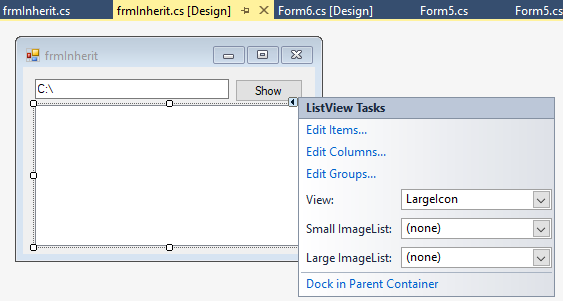 frmInherit.cs
frmInherit.cs [Design]
Form6.cs [Design]
Form5.cs
Form5.cs
frmInherit
C:\
Show
ListView Tasks
Edit Items...
Edit Columns...
Edit Groups...
View: LargeIcon
Small ImageList: (none)
Large ImageList: (none)
Dock in Parent Container